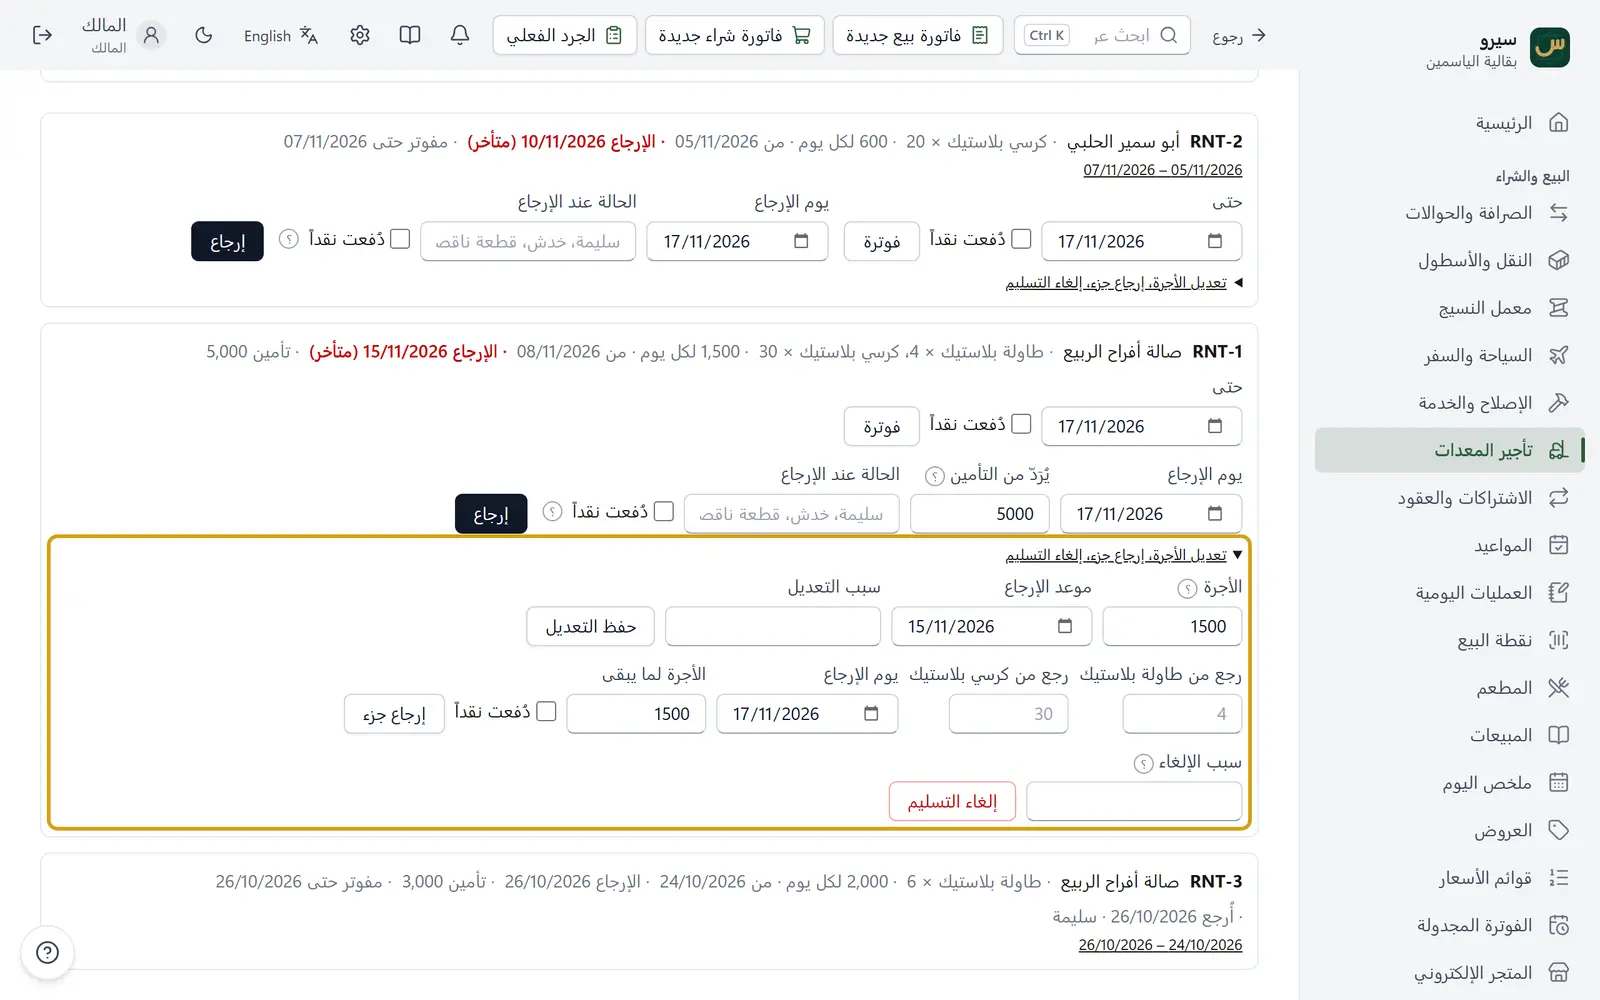 سيرو
بقالية الياسمين
رجوع
ابحث عر
Ctrl K
فاتورة بيع جديدة
فاتورة شراء جديدة
الجرد الفعلي
English
المالك
المالك
الرئيسية
البيع والشراء
الصرافة والحوالات
النقل والأسطول
معمل النسيج
السياحة والسفر
الإصلاح والخدمة
تأجير المعدات
الاشتراكات والعقود
المواعيد
العمليات اليومية
نقطة البيع
المطعم
المبيعات
ملخص اليوم
العروض
قوائم الأسعار
الفوترة المجدولة
المتجر الإلكتروني
RNT-2 أبو سمير الحلبي · كرسي بلاستيك × 20 · 600 لكل يوم · من 05/11/2026 · الإرجاع 10/11/2026 (متأخر) · مفوتر حتى 07/11/2026
05/11/2026 – 07/11/2026
حتى
يوم الإرجاع
الحالة عند الإرجاع
17/11/2026
دُفعت نقداً
فوترة
17/11/2026
سليمة، خدش، قطعة ناقص
دُفعت نقداً
؟
إرجاع
تعديل الأجرة، إرجاع جزء، إلغاء التسليم
RNT-1 صالة أفراح الربيع · طاولة بلاستيك × 4، كرسي بلاستيك × 30 · 1,500 لكل يوم · من 08/11/2026 · الإرجاع 15/11/2026 (متأخر) · تأمين 5,000
حتى
17/11/2026
دُفعت نقداً
فوترة
يوم الإرجاع
يُرَدّ من التأمين ؟
الحالة عند الإرجاع
17/11/2026
5000
سليمة، خدش، قطعة ناقص
دُفعت نقداً
؟
إرجاع
تعديل الأجرة، إرجاع جزء، إلغاء التسليم
الأجرة ؟
موعد الإرجاع
سبب التعديل
1500
15/11/2026
حفظ التعديل
رجع من طاولة بلاستيك
رجع من كرسي بلاستيك
يوم الإرجاع
الأجرة لما يبقى
4
30
17/11/2026
1500
دُفعت نقداً
إرجاع جزء
سبب الإلغاء ؟
إلغاء التسليم
RNT-3 صالة أفراح الربيع · طاولة بلاستيك × 6 · 2,000 لكل يوم · من 24/10/2026 · الإرجاع 26/10/2026 · تأمين 3,000 · مفوتر حتى 26/10/2026
· أُرجع 26/10/2026 · سليمة
24/10/2026 – 26/10/2026